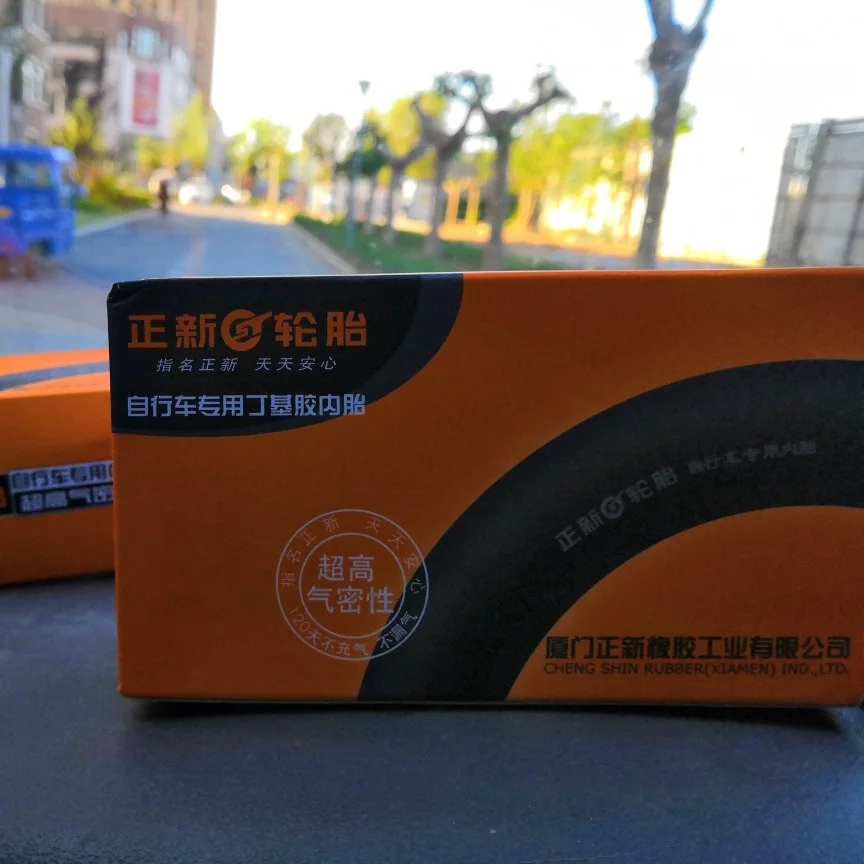 正新轮胎
指名正新 天天安心
自行车专用丁基胶内胎
自行车专用
超高气密
正新轮胎 自行车专用内胎
指名正新 天天安心
超高
气密性
120天不充气 不漏气
厦门正新橡胶工业有限公司
CHENG SHIN RUBBER(XIAMEN) IND.,LTD.